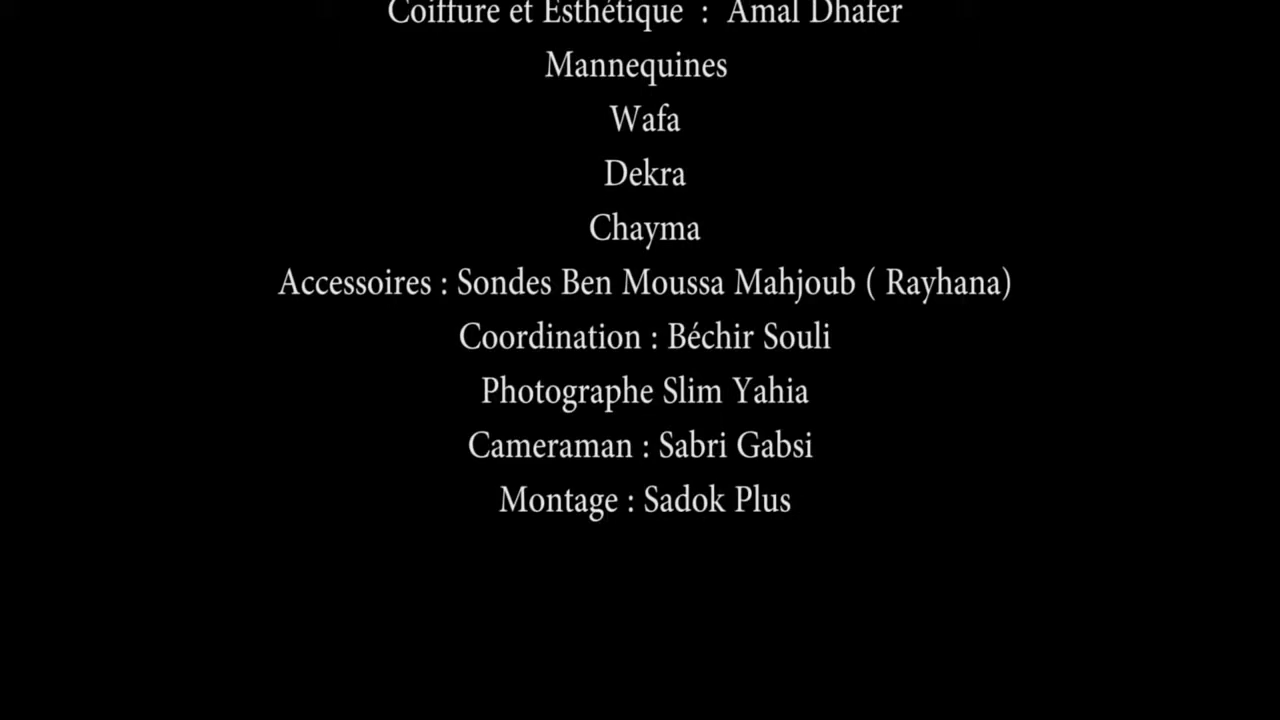 Coiffure et Esthétique : Amal Dhafer
Mannequines
Wafa
Dekra
Chayma
Accessoires : Sondes Ben Moussa Mahjoub ( Rayhana)
Coordination : Béchir Souli
Photographe Slim Yahia
Cameraman : Sabri Gabsi
Montage : Sadok Plus